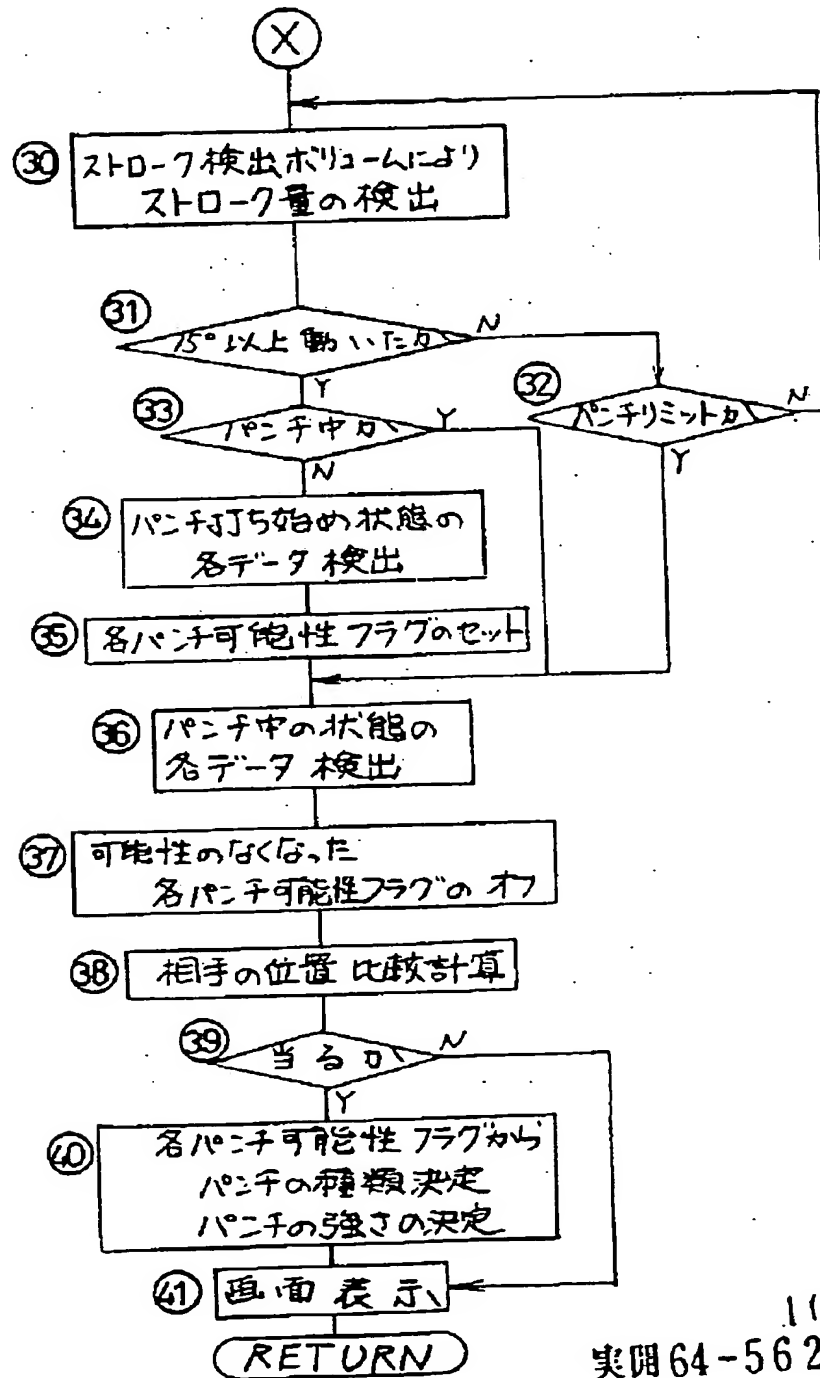 X
30
ストローク検出ボリュームにより
ストローク量の検出
31
15°以上動いたか
N
Y
32
パンチリミットか
N
Y
33
パンチ中か
Y
N
34
パンチ打ち始め状態の
各データ検出
35
各パンチ可能性フラグのセット
36
パンチ中の状態の
各データ検出
37
可能性のなくなった
各パンチ可能性フラグのオフ
38
相手の位置比較計算
39
当るか
N
Y
40
各パンチ可能性フラグから
パンチの種類決定
パンチの強さの決定
41
画面表示
RETURN
11
実開64-562